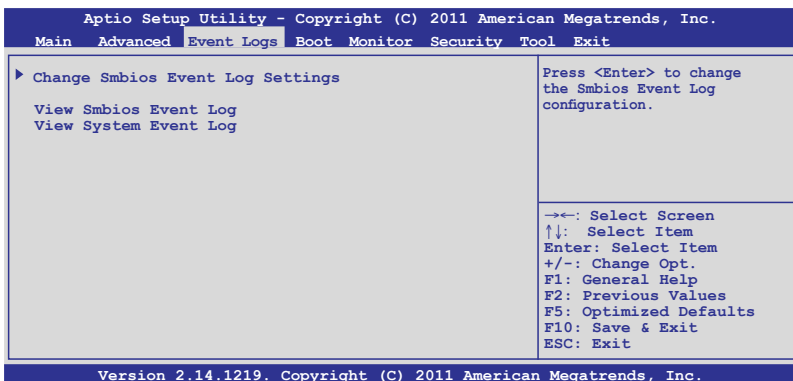 Aptio Setup Utility - Copyright (C) 2011 American Megatrends, Inc.
Main Advanced Event Logs Boot Monitor Security Tool Exit
Change Smbios Event Log Settings
View Smbios Event Log
View System Event Log
Press <Enter> to change
the Smbios Event Log
configuration.
→←: Select Screen
↑↓: Select Item
Enter: Select Item
+/-: Change Opt.
F1: General Help
F2: Previous Values
F5: Optimized Defaults
F10: Save & Exit
ESC: Exit
Version 2.14.1219. Copyright (C) 2011 American Megatrends, Inc.